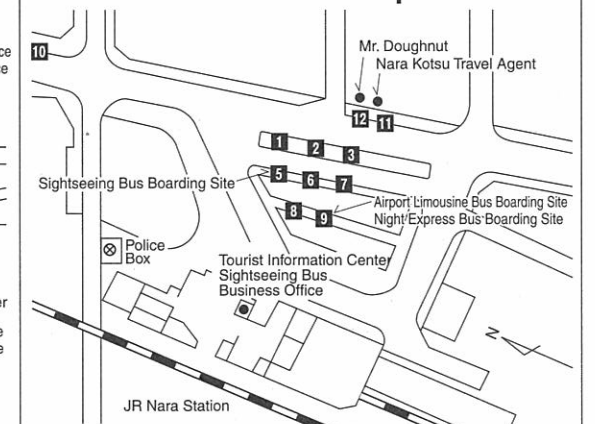 10
Mr. Doughnut
Nara Kotsu Travel Agent
12
11
1
2
3
Sightseeing Bus Boarding Site
5
6
7
8
9
Airport Limousine Bus Boarding Site
Night Express Bus Boarding Site
Police
Box
Tourist Information Center
Sightseeing Bus
Business Office
N
JR Nara Station